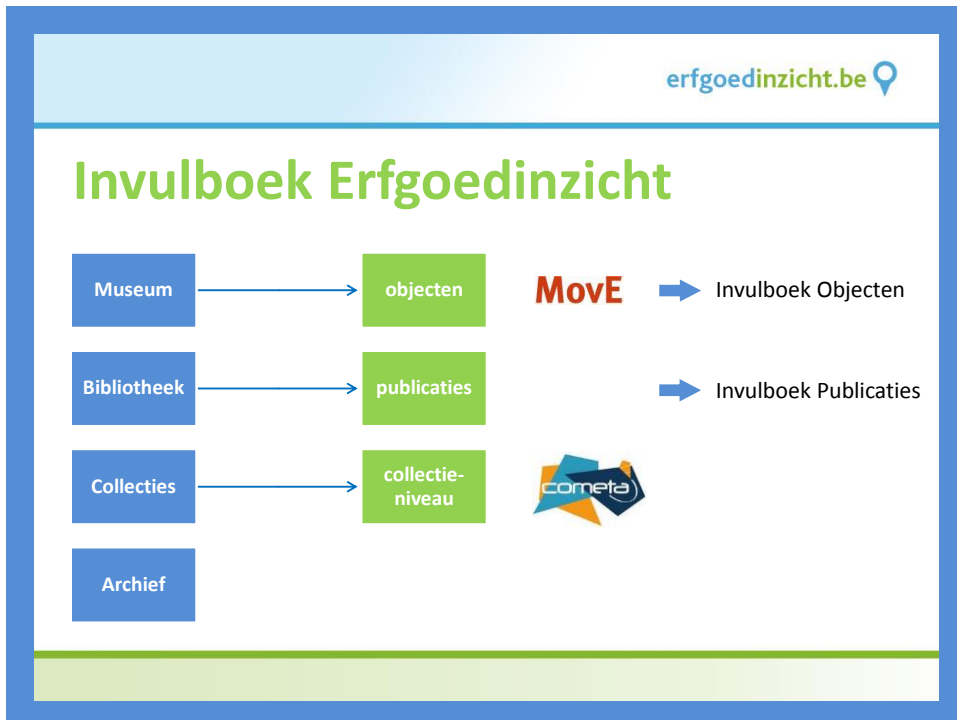 erfgoedinzicht.be
Invulboek Erfgoedinzicht
Museum
objecten
MovE
Invulboek Objecten
Bibliotheek
publicaties
Invulboek Publicaties
Collecties
collectie-
niveau
cometa
Archief